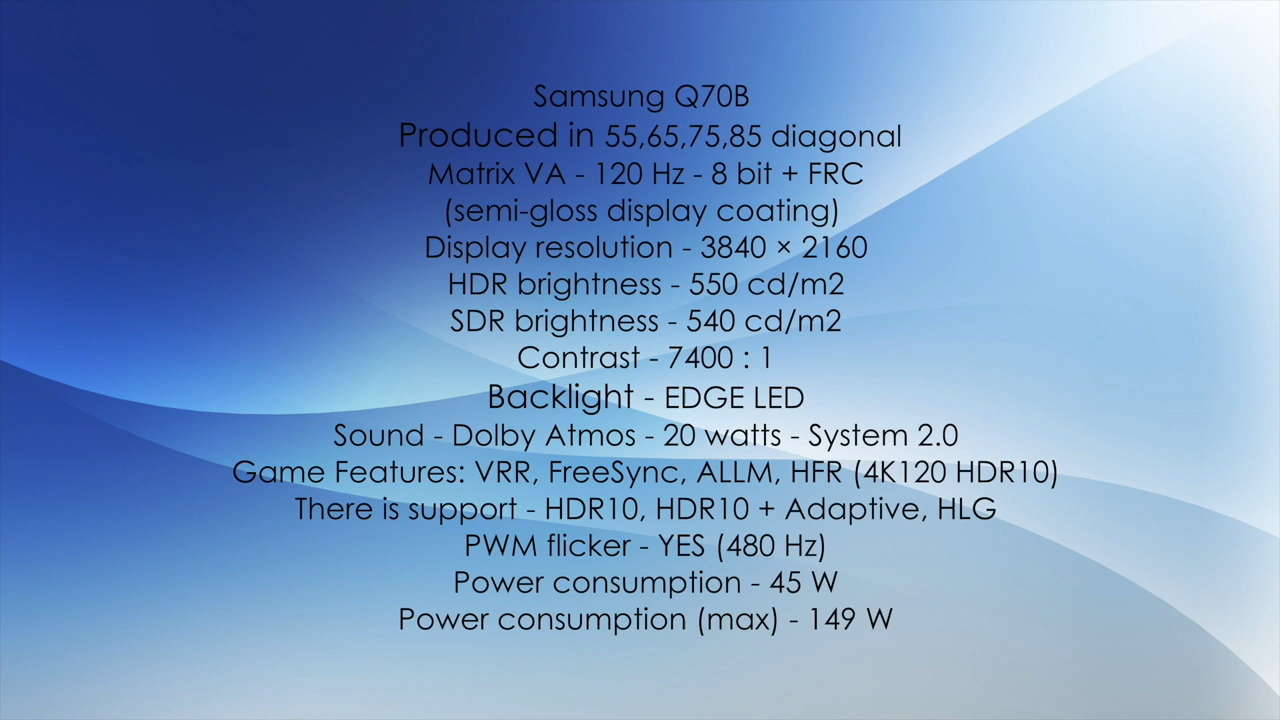 Samsung Q70B
Produced in 55,65,75,85 diagonal
Matrix VA - 120 Hz - 8 bit + FRC
(semi-gloss display coating)
Display resolution - 3840 × 2160
HDR brightness - 550 cd/m2
SDR brightness - 540 cd/m2
Contrast - 7400 : 1
Backlight - EDGE LED
Sound - Dolby Atmos - 20 watts - System 2.0
Game Features: VRR, FreeSync, ALLM, HFR (4K120 HDR10)
There is support - HDR10, HDR10 + Adaptive, HLG
PWM flicker - YES (480 Hz)
Power consumption - 45 W
Power consumption (max) - 149 W